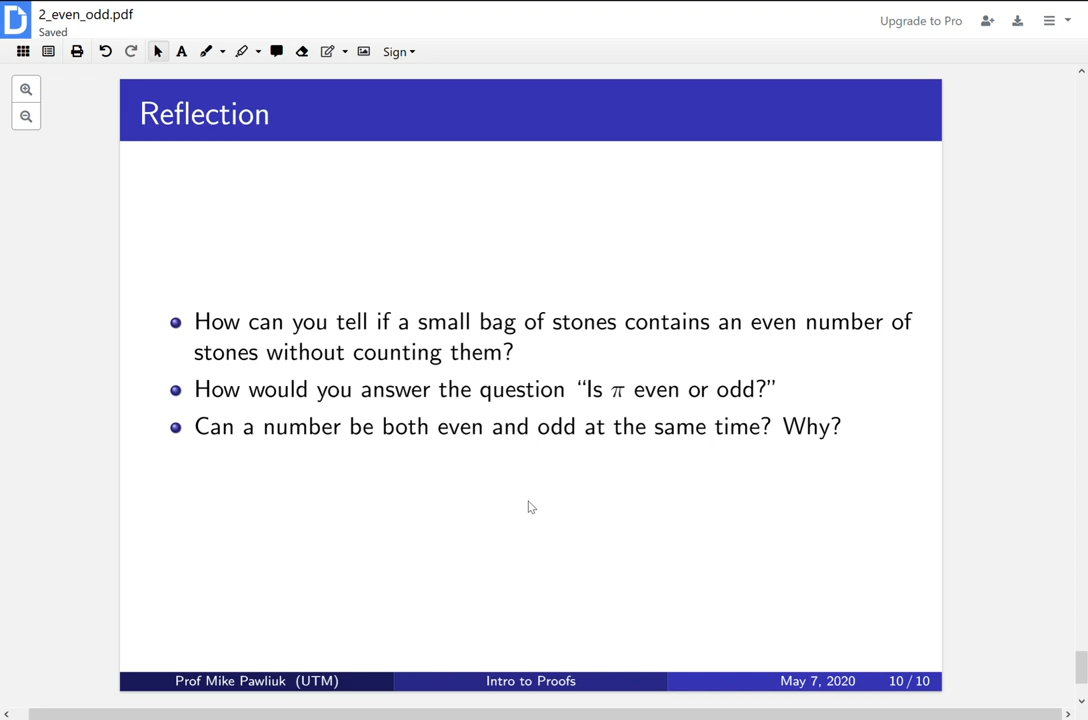 2_even_odd.pdf
Saved
Upgrade to Pro
A
Sign
Reflection
How can you tell if a small bag of stones contains an even number of
stones without counting them?
How would you answer the question “Is π even or odd?”
Can a number be both even and odd at the same time? Why?
Prof Mike Pawliuk (UTM) Intro to Proofs May 7, 2020 10 / 10